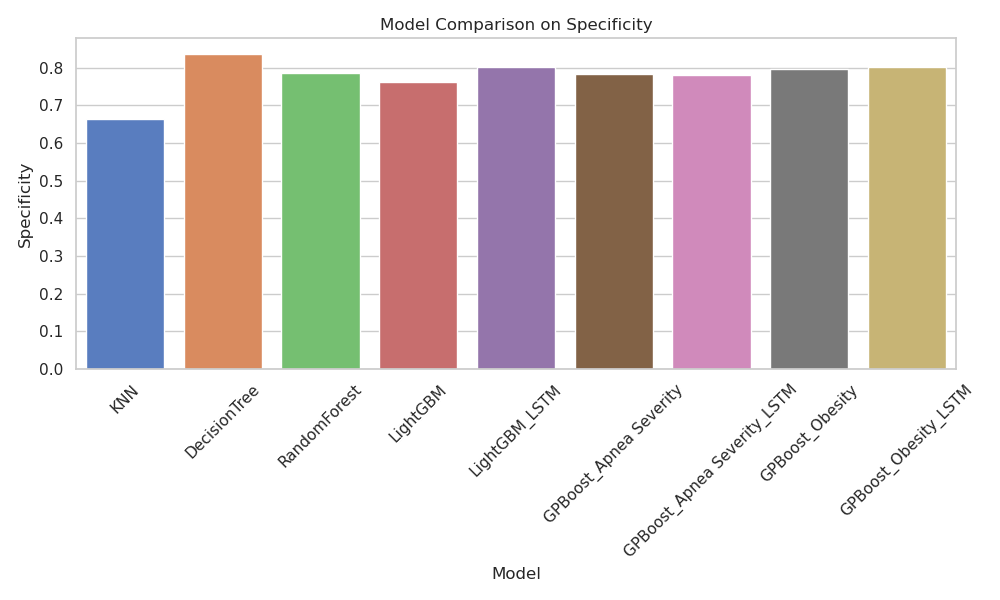 Model Comparison on Specificity
Specificity
0.8
0.7
0.6
0.5
0.4
0.3
0.2
0.1
0.0
KNN
DecisionTree
RandomForest
LightGBM
LightGBM_LSTM
GPBoost_Apnea Severity
GPBoost_Apnea Severity_LSTM
GPBoost_Obesity
GPBoost_Obesity_LSTM
Model